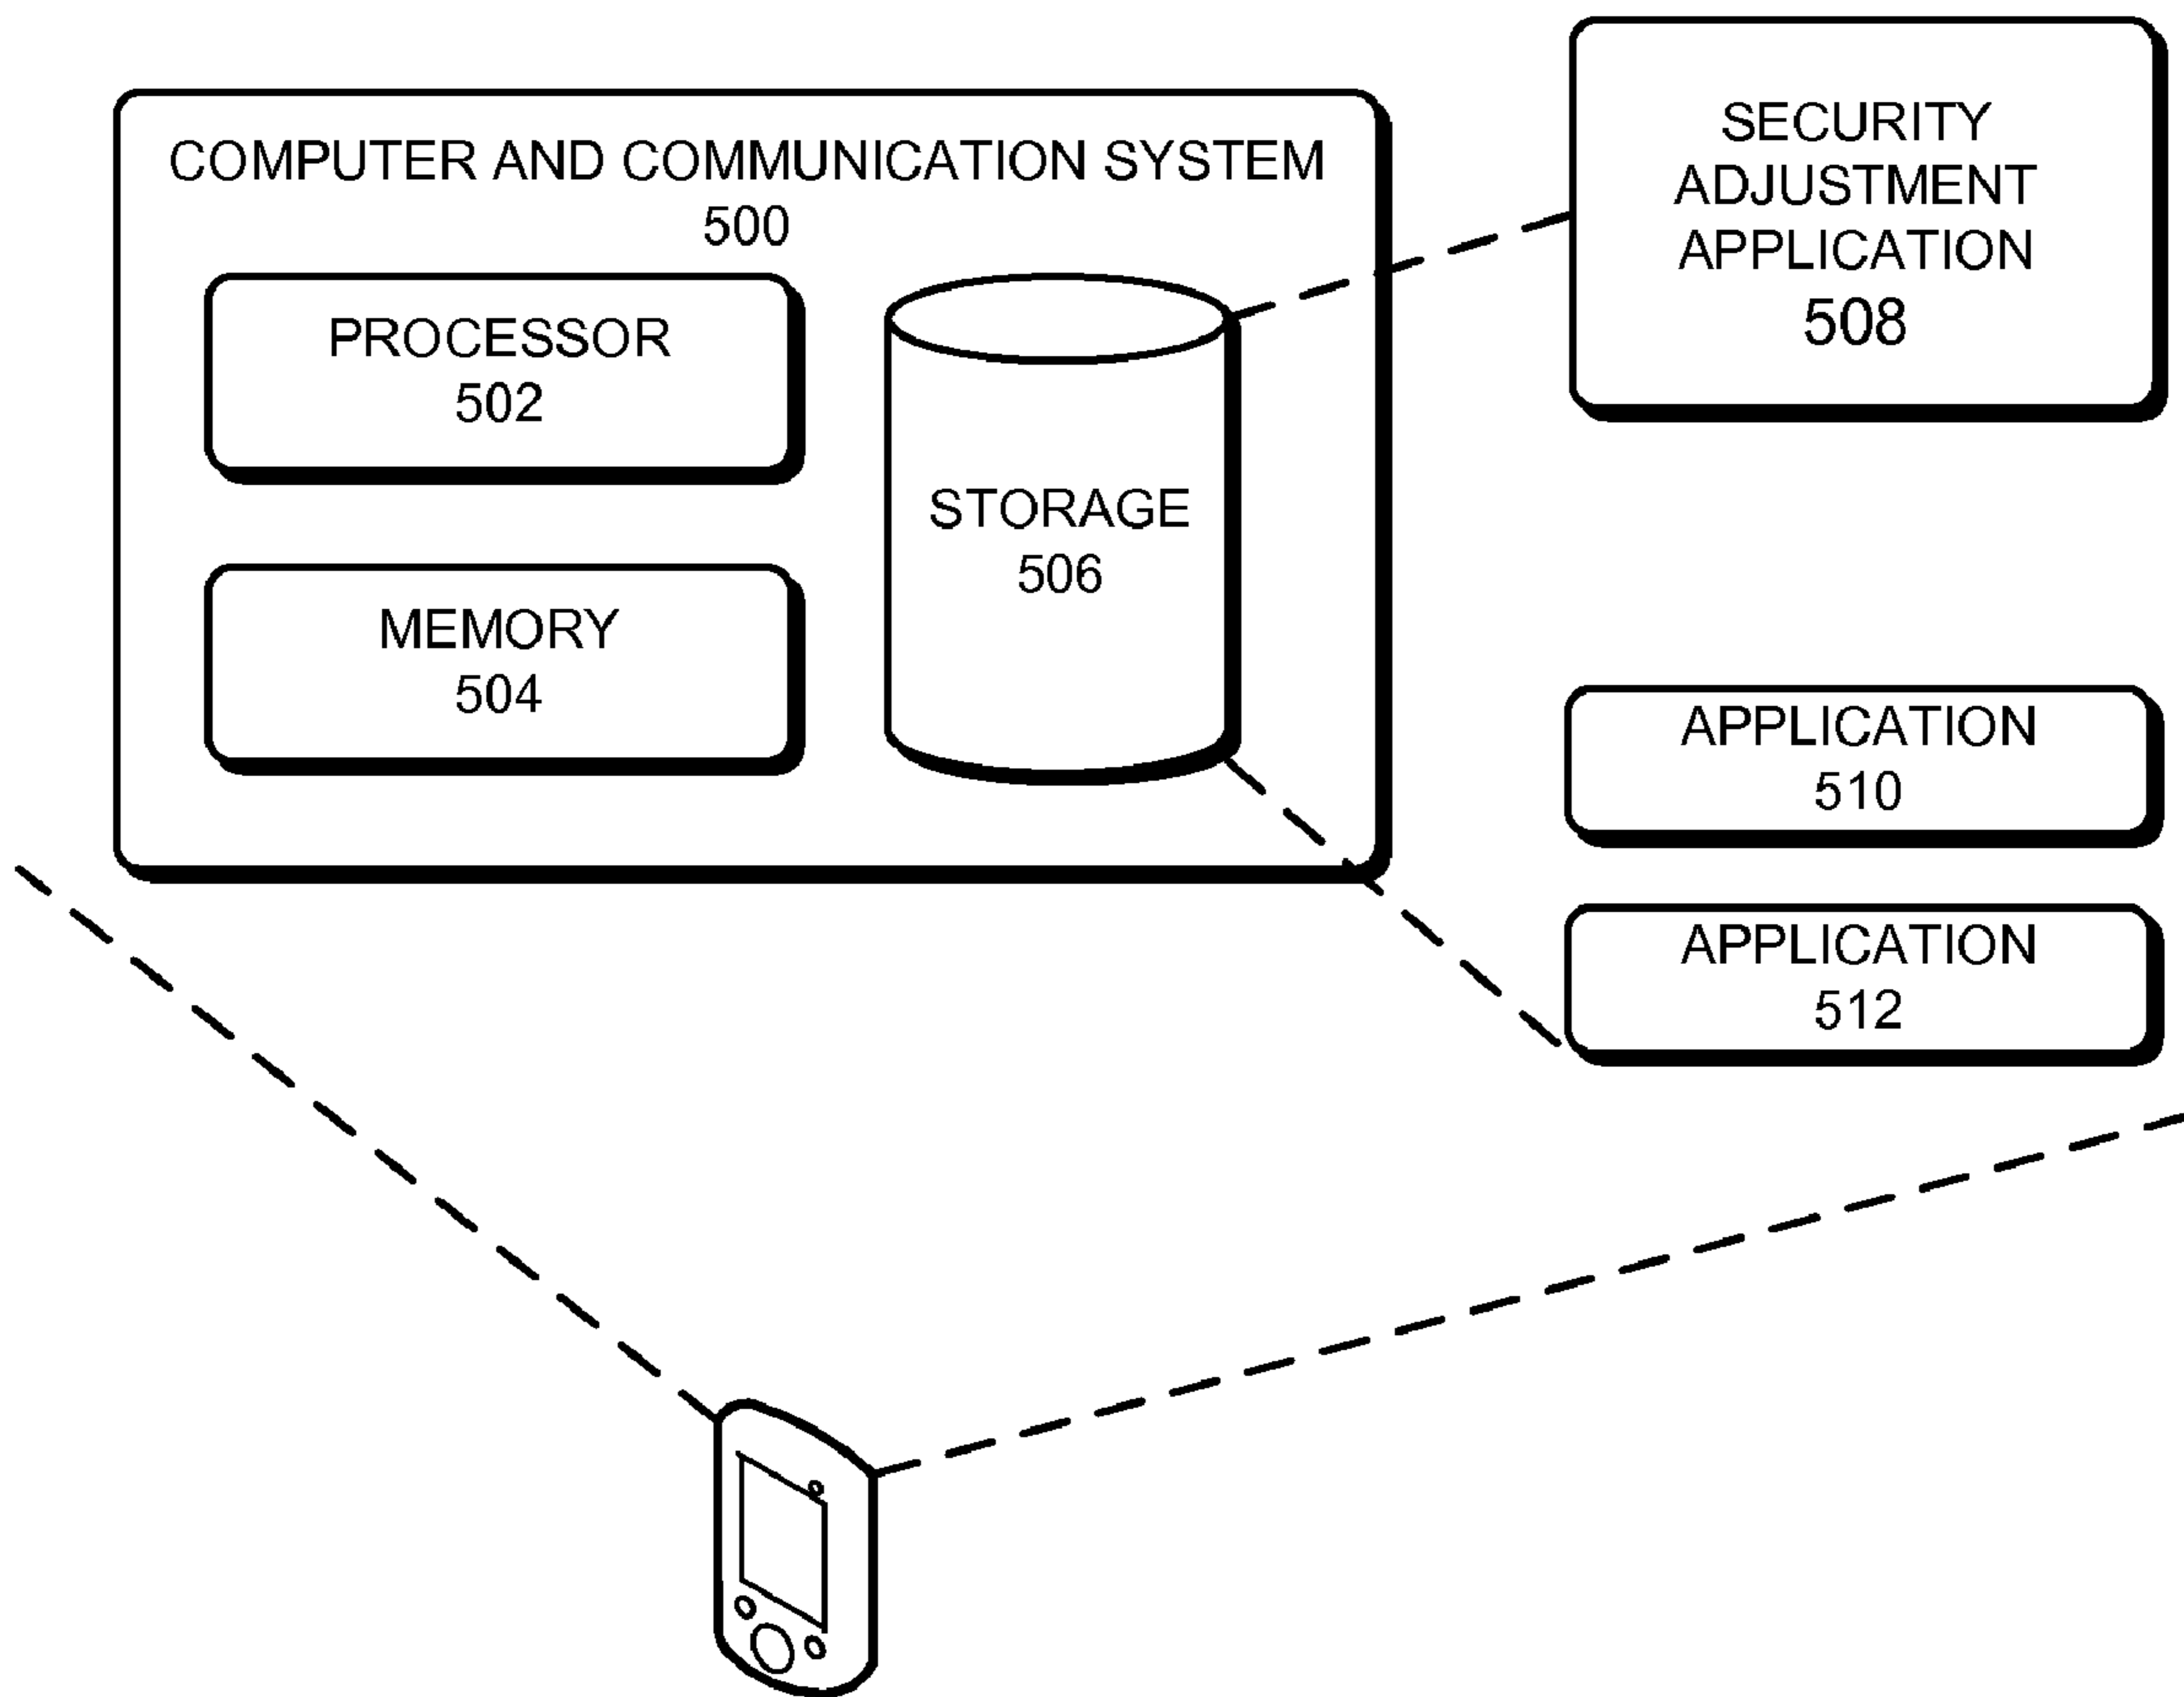 COMPUTER AND COMMUNICATION SYSTEM
500
PROCESSOR
502
MEMORY
504
STORAGE
506
SECURITY
ADJUSTMENT
APPLICATION
508
APPLICATION
510
APPLICATION
512